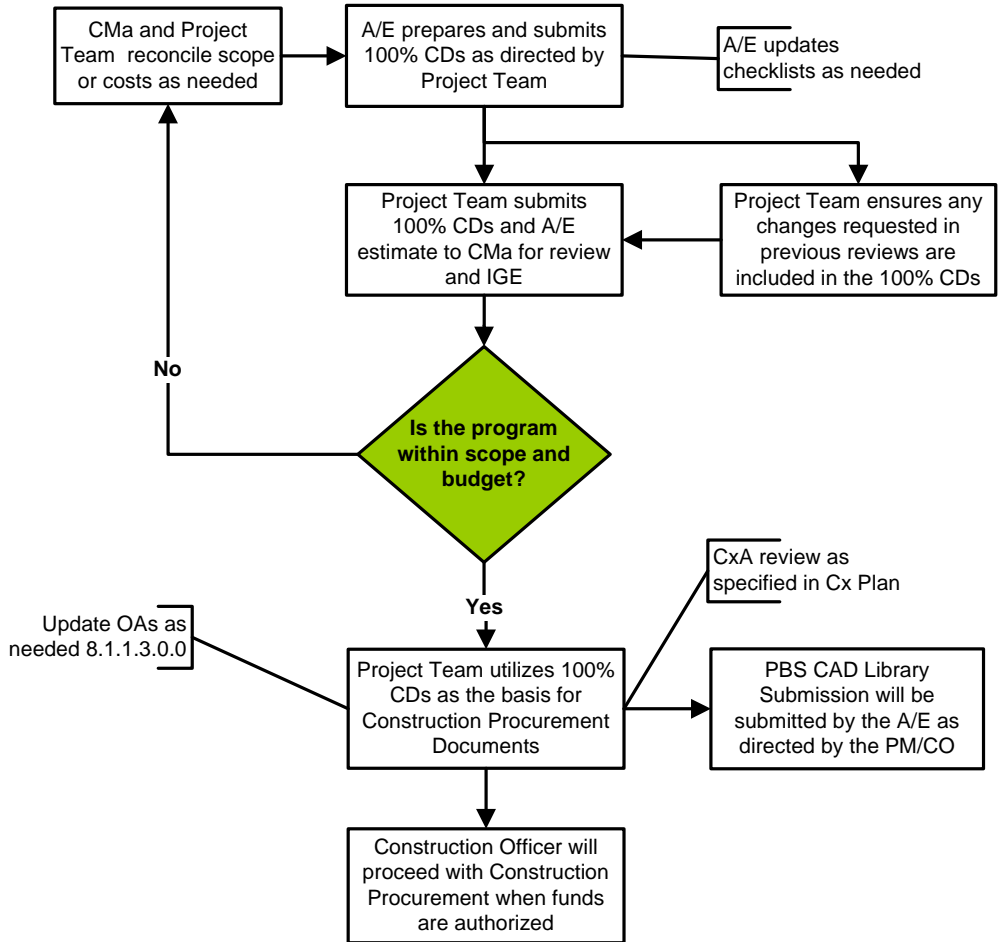 CMa and Project
Team reconcile scope
or costs as needed
A/E prepares and submits
100% CDs as directed by
Project Team
A/E updates
checklists as needed
Project Team submits
100% CDs and A/E
estimate to CMa for review
and IGE
Project Team ensures any
changes requested in
previous reviews are
included in the 100% CDs
No
Is the program
within scope and
budget?
Yes
CxA review as
specified in Cx Plan
Update OAs as
needed 8.1.1.3.0.0
Project Team utilizes 100%
CDs as the basis for
Construction Procurement
Documents
PBS CAD Library
Submission will be
submitted by the A/E as
directed by the PM/CO
Construction Officer will
proceed with Construction
Procurement when funds
are authorized